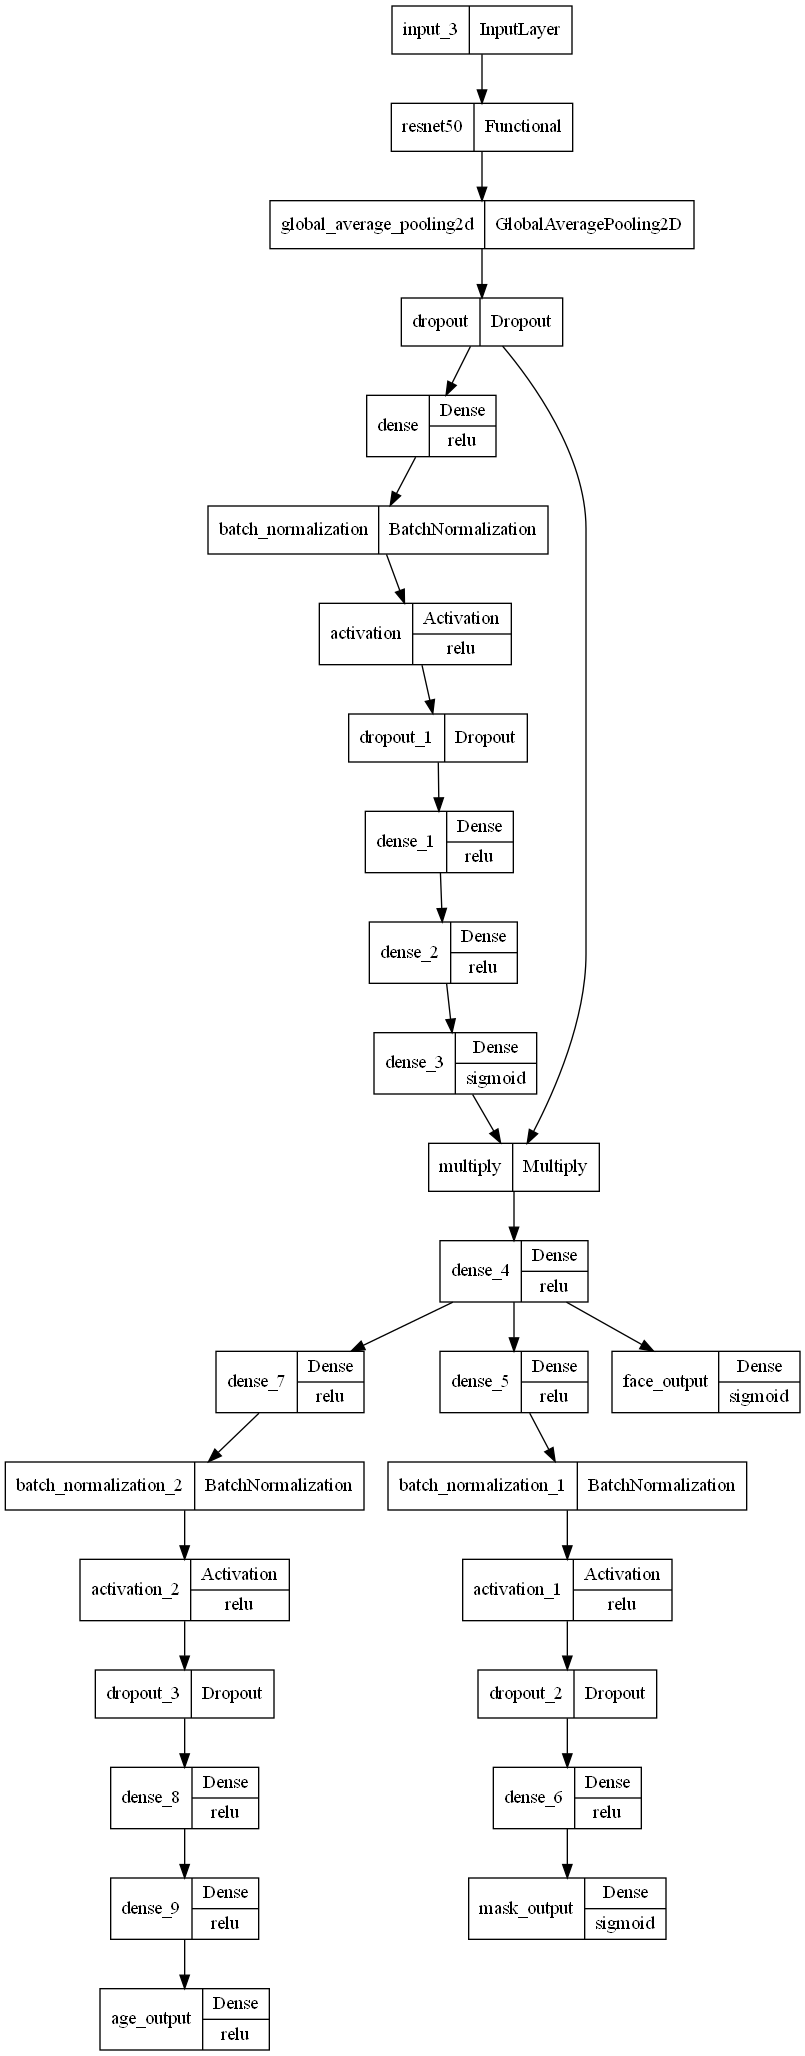 input_3 InputLayer
resnet50 Functional
global_average_pooling2d GlobalAveragePooling2D
dropout Dropout
dense Dense
relu
batch_normalization BatchNormalization
activation Activation
relu
dropout_1 Dropout
dense_1 Dense
relu
dense_2 Dense
relu
dense_3 Dense
sigmoid
multiply Multiply
dense_4 Dense
relu
dense_7 Dense
relu
dense_5 Dense
relu
face_output Dense
sigmoid
batch_normalization_2 BatchNormalization
batch_normalization_1 BatchNormalization
activation_2 Activation
relu
activation_1 Activation
relu
dropout_3 Dropout
dropout_2 Dropout
dense_8 Dense
relu
dense_6 Dense
relu
dense_9 Dense
relu
mask_output Dense
sigmoid
age_output Dense
relu